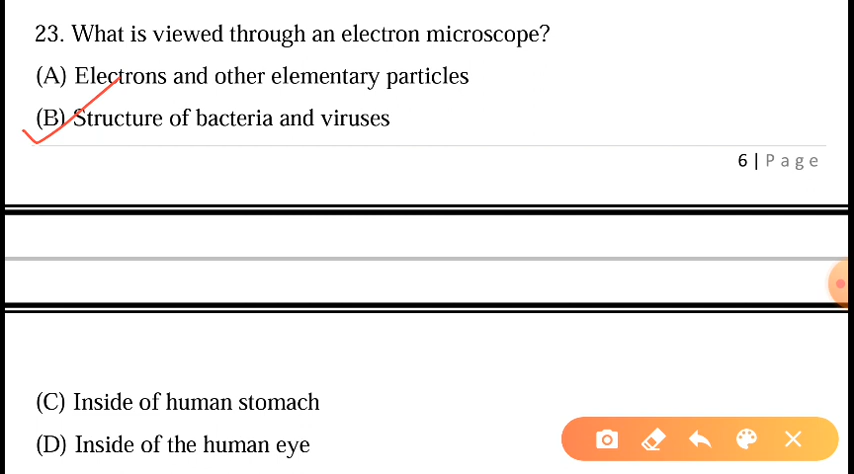 23. What is viewed through an electron microscope?
(A) Electrons and other elementary particles
(B) Structure of bacteria and viruses
6 | P a g e
(C) Inside of human stomach
(D) Inside of the human eye